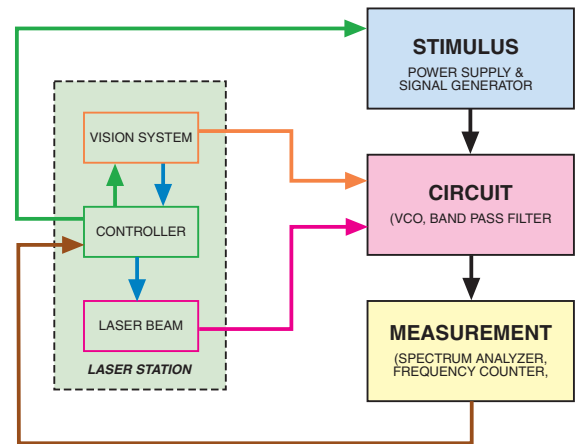 STIMULUS
POWER SUPPLY &
SIGNAL GENERATOR
VISION SYSTEM
CONTROLLER
LASER BEAM
LASER STATION
CIRCUIT
(VCO, BAND PASS FILTER
MEASUREMENT
(SPECTRUM ANALYZER,
FREQUENCY COUNTER,